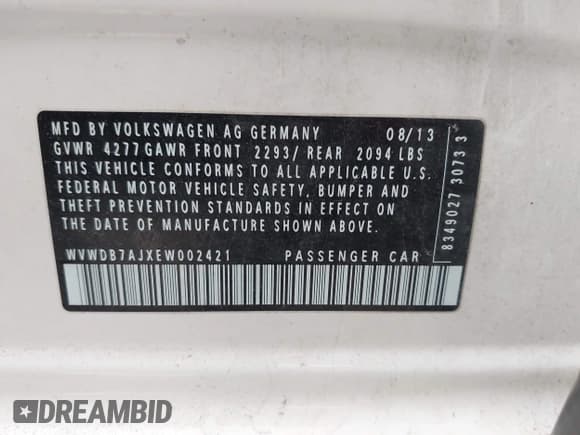 MFD BY VOLKSWAGEN AG GERMANY 08/13
GVWR 4277 GAWR FRONT 2293/ REAR 2094 LBS
THIS VEHICLE CONFORMS TO ALL APPLICABLE U.S.
FEDERAL MOTOR VEHICLE SAFETY, BUMPER AND
THEFT PREVENTION STANDARDS IN EFFECT ON
THE DATE OF MANUFACTURE SHOWN ABOVE.
WVWDB7AJXEW002421 PASSENGER CAR
8349027 3073 3
DREAMBID